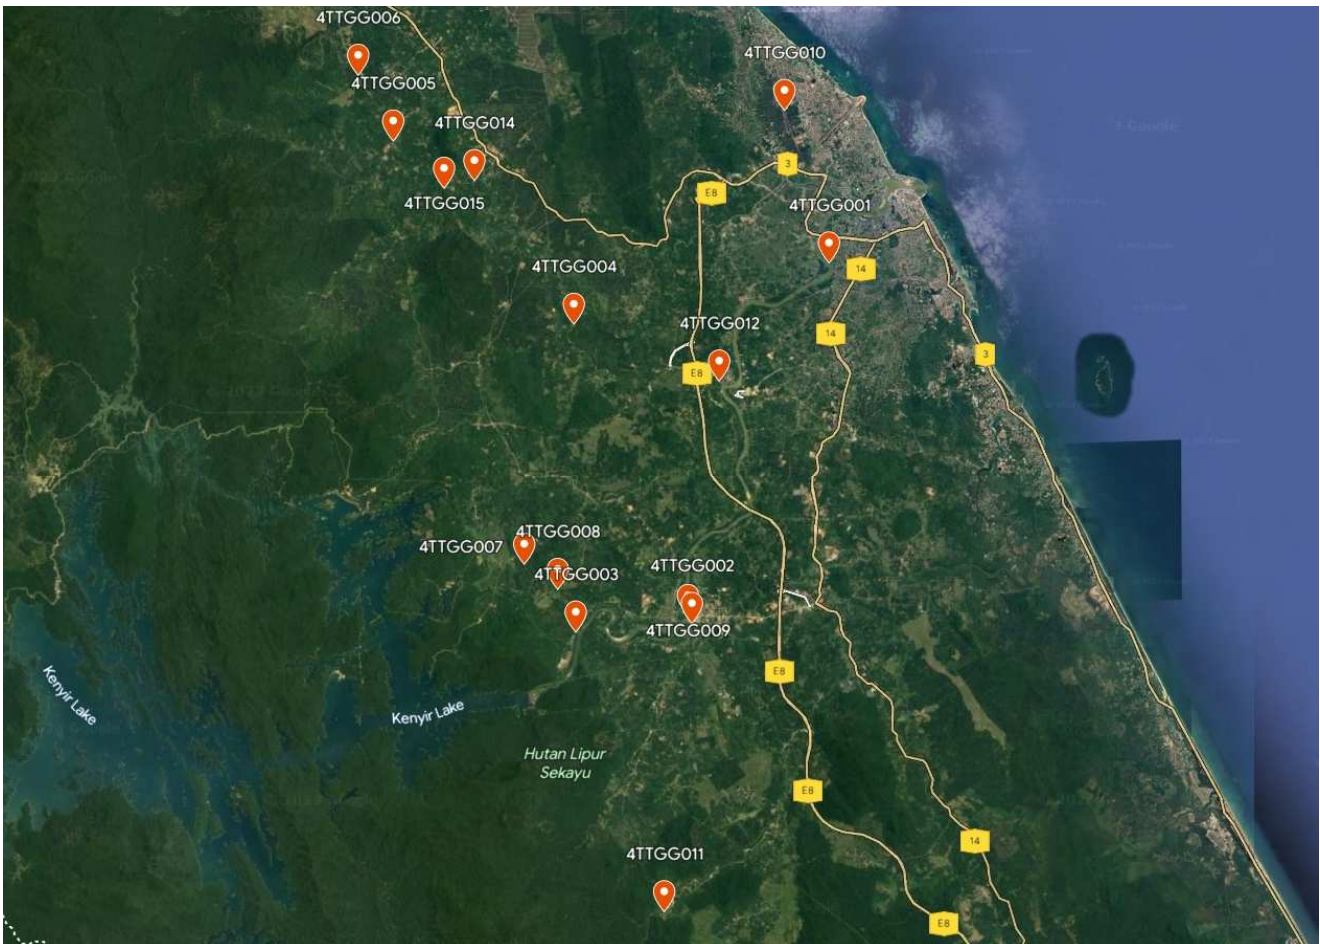 4TTGG006
4TTGG010
4TTGG005
4TTGG014
3
E8
4TTGG015
4TTGG001
4TTGG004
14
4TTGG012
14
3
E8
4TTGG008
4TTGG007
4TTGG003
4TTGG002
4TTGG009
E8
Kenyir Lake
Kenyir Lake
Hutan Lipur
Sekayu
E8
14
4TTGG011
E8